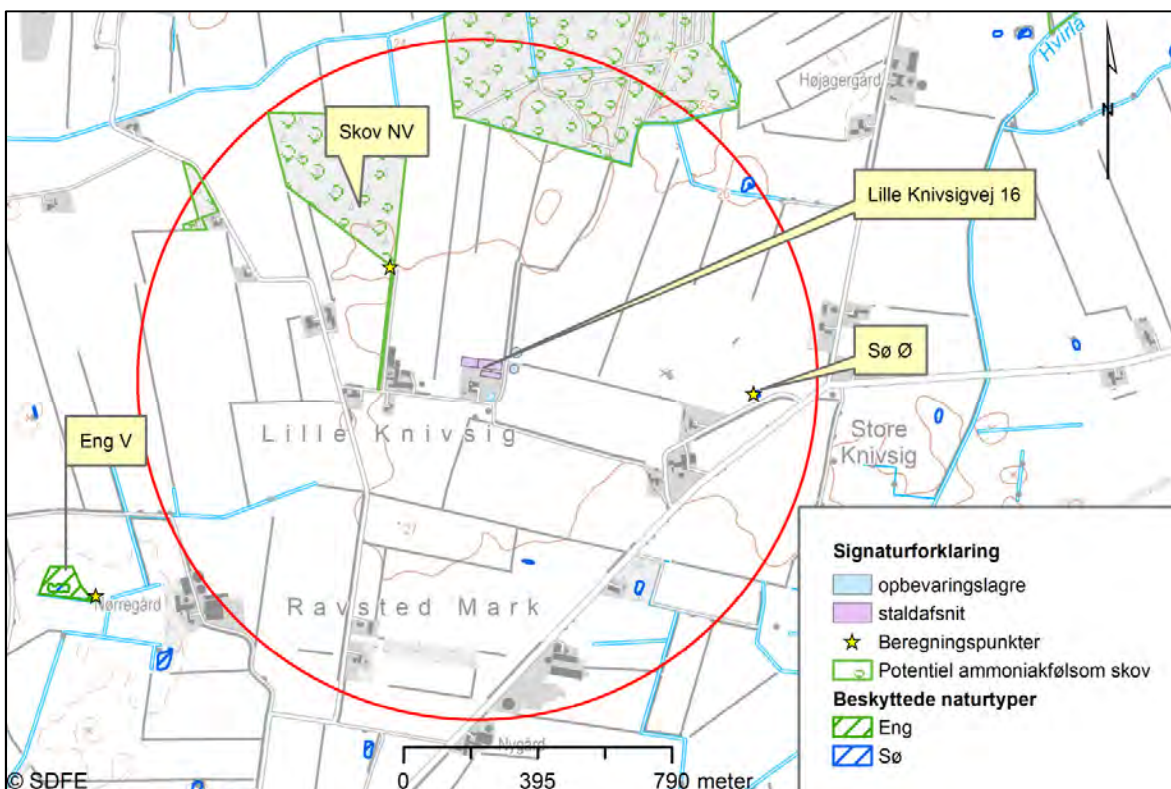 Hvirlå
Højagergård
N
Skov NV
Lille Knivsigvej 16
Sø Ø
Lille Knivsig
Store
Knivsig
Eng V
Nørregård
Ravsted Mark
Nygård
Signaturforklaring
opbevaringslagre
staldafsnit
Beregningspunkter
Potentiel ammoniakfølsom skov
Beskyttede naturtyper
Eng
Sø
0 395 790 meter
© SDFE